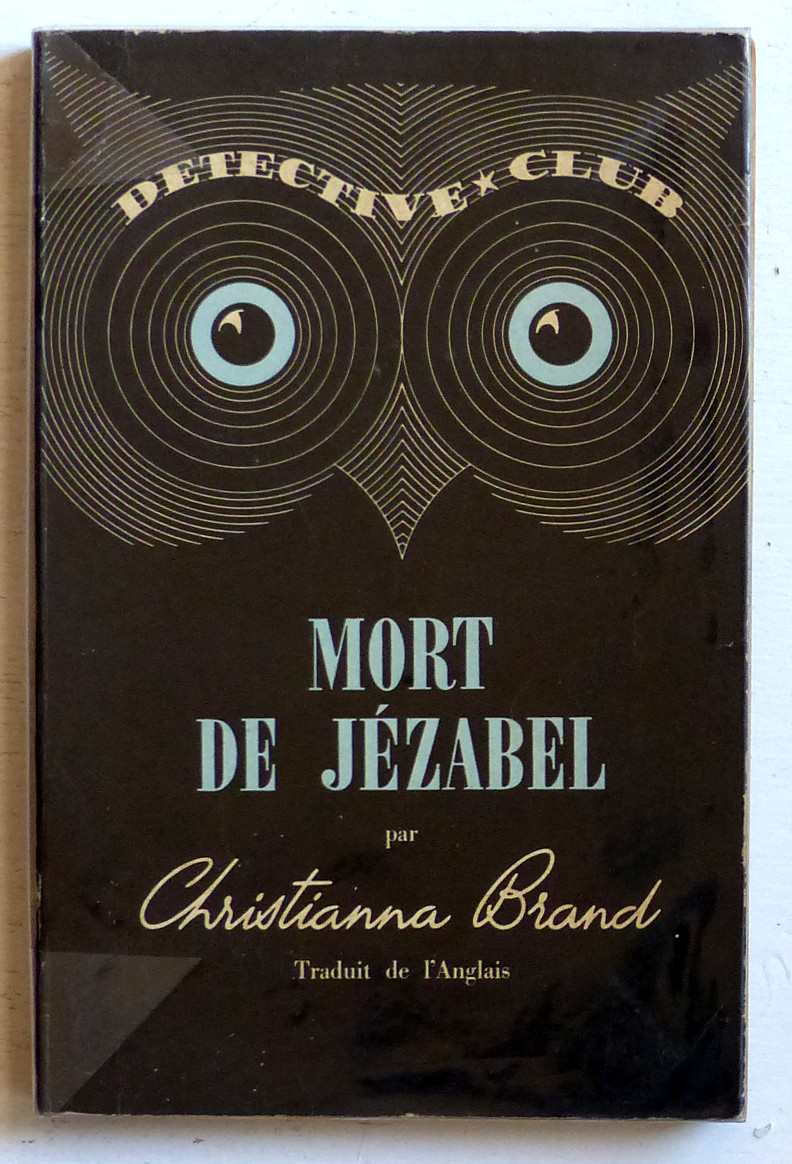 DETECTIVE★CLUB
MORT
DE JÉZABEL
par
Christianna Brand
Traduit de l'Anglais